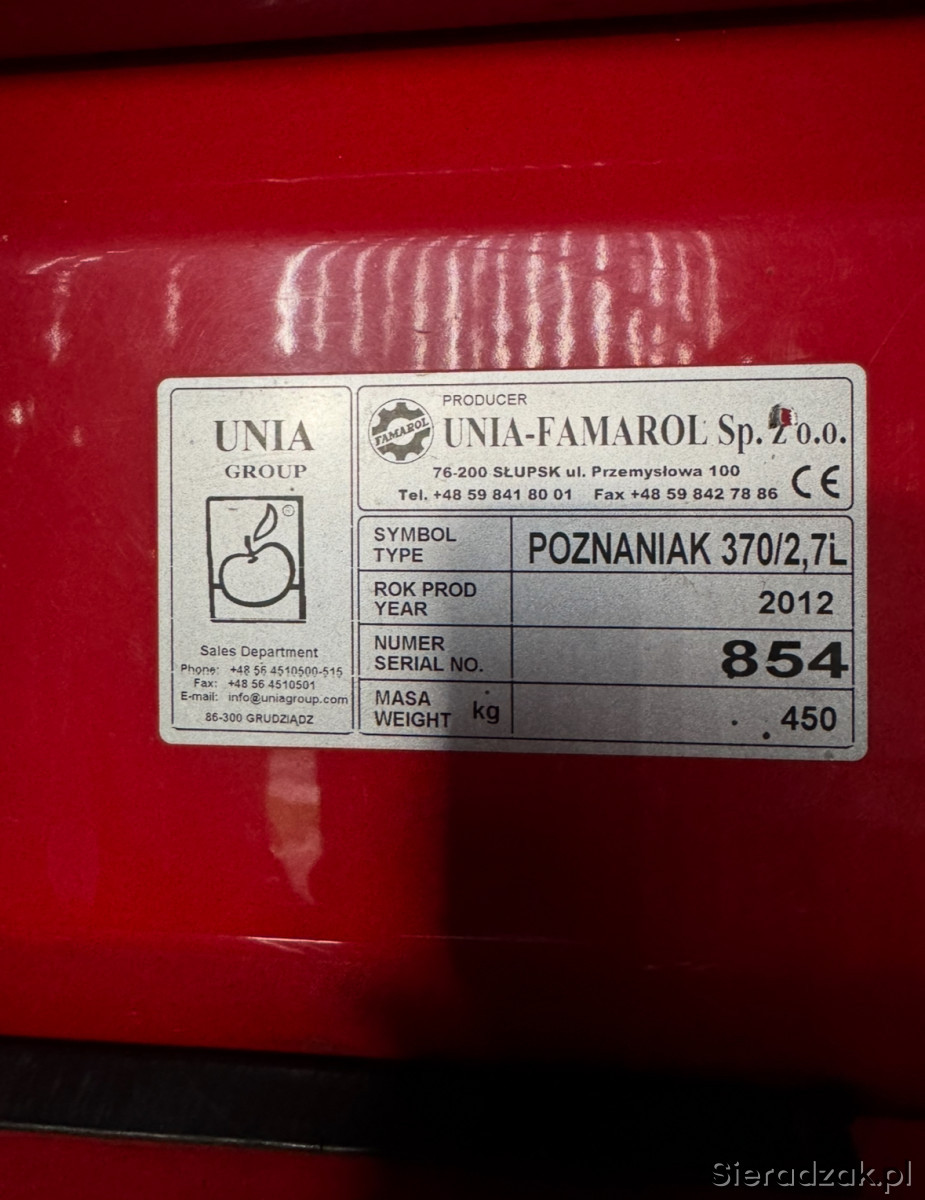 UNIA
GROUP
Sales Department
Phone: +48 56 4510500-515
Fax: +48 56 4510501
E-mail: info@uniagroup.com
86-300 GRUDZIĄDZ
FAMAROL
PRODUCER
UNIA-FAMAROL Sp. z o.o.
76-200 SŁUPSK ul. Przemysłowa 100
Tel. +48 59 841 80 01 Fax +48 59 842 78 86
CE
SYMBOL
TYPE
POZNANIAK 370/2,7L
ROK PROD
YEAR
2012
NUMER
SERIAL NO.
854
MASA
WEIGHT kg
450
Sieradzak.pl